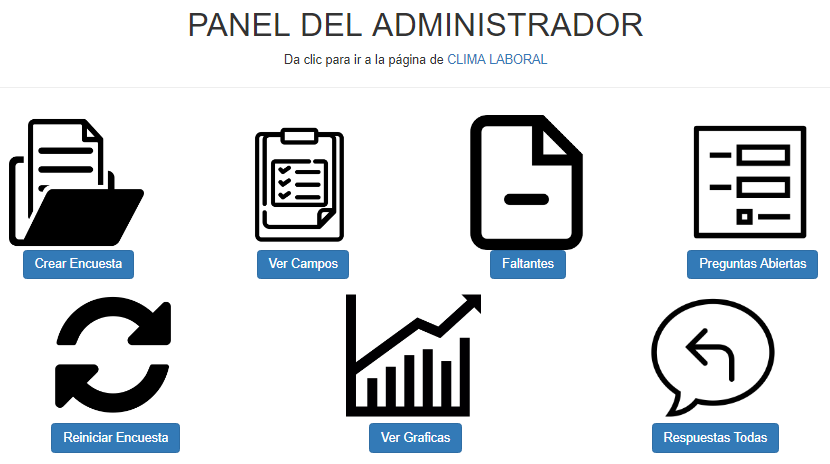 PANEL DEL ADMINISTRADOR
Da clic para ir a la página de CLIMA LABORAL
Crear Encuesta
Ver Campos
Faltantes
Preguntas Abiertas
Reiniciar Encuesta
Ver Graficas
Respuestas Todas